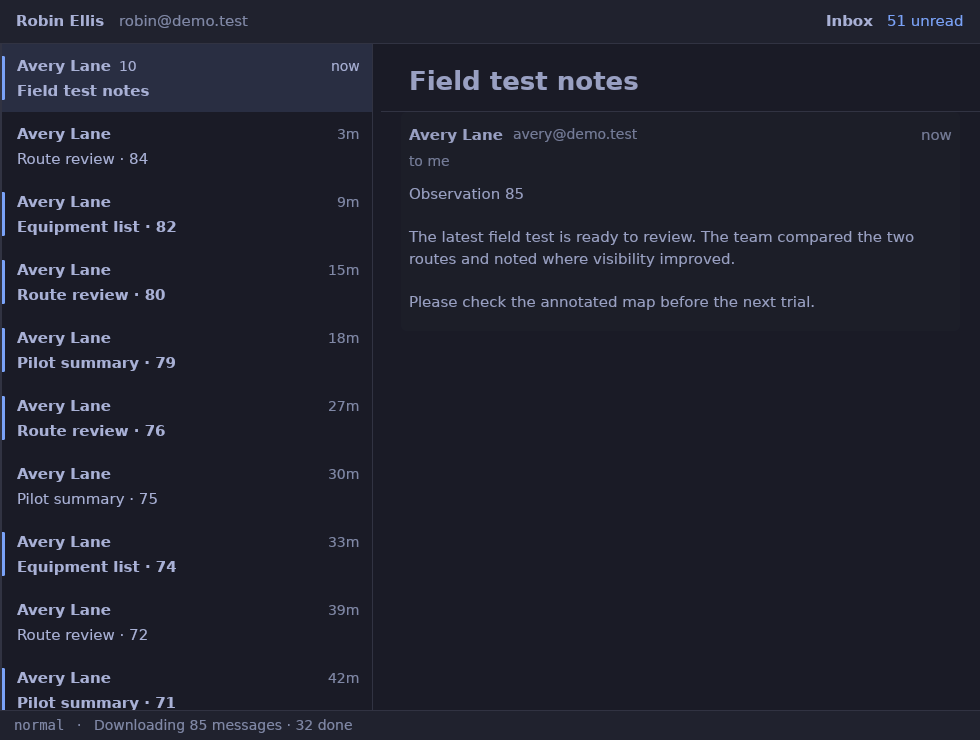 Robin Ellis robin@demo.test
Inbox 51 unread
Avery Lane 10 now
Field test notes
Avery Lane 3m
Route review · 84
Avery Lane 9m
Equipment list · 82
Avery Lane 15m
Route review · 80
Avery Lane 18m
Pilot summary · 79
Avery Lane 27m
Route review · 76
Avery Lane 30m
Pilot summary · 75
Avery Lane 33m
Equipment list · 74
Avery Lane 39m
Route review · 72
Avery Lane 42m
Pilot summary · 71
Field test notes
Avery Lane avery@demo.test now
to me
Observation 85
The latest field test is ready to review. The team compared the two
routes and noted where visibility improved.
Please check the annotated map before the next trial.
normal · Downloading 85 messages · 32 done